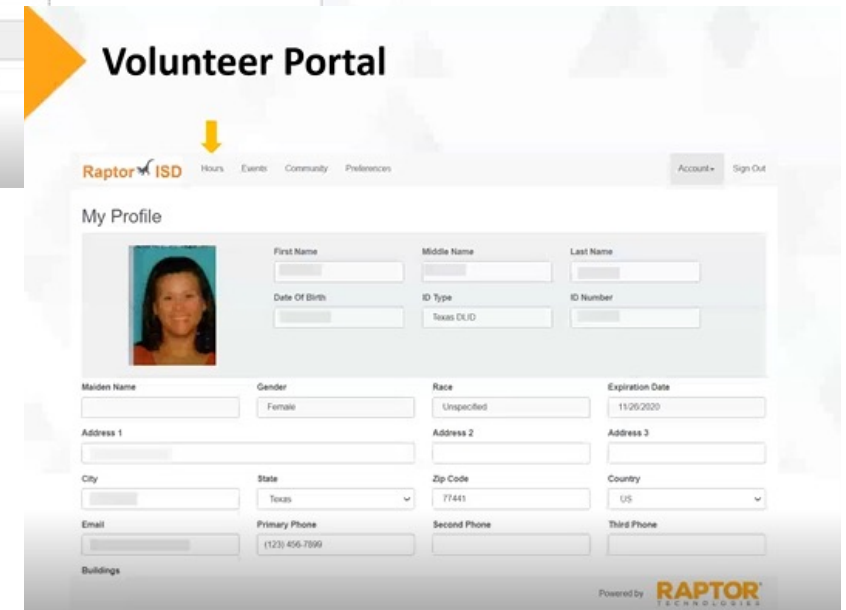 Volunteer Portal
Raptor ISD Hours Events Community Preferences Account Sign Out
My Profile
First Name Middle Name Last Name
Date Of Birth ID Type ID Number
Texas DL/ID
Maiden Name Gender Race Expiration Date
Female Unspecified 11/26/2020
Address 1 Address 2 Address 3
City State Zip Code Country
Texas 77441 US
Email Primary Phone Second Phone Third Phone
(123) 456-7899
Buildings
Powered by RAPTOR
TECHNOLOGIES